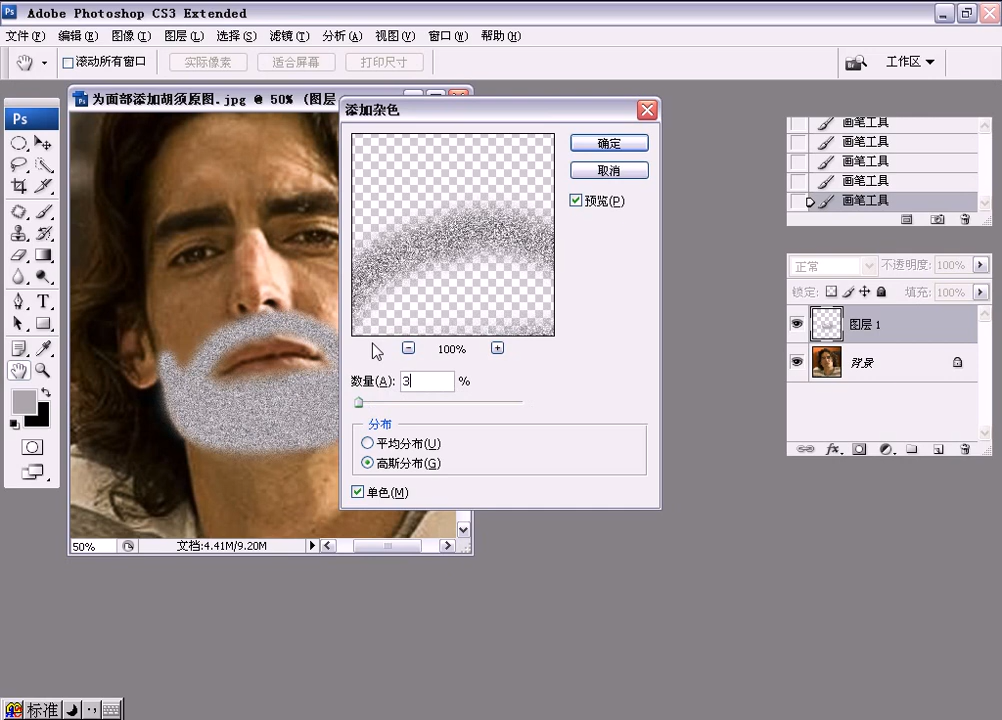 Ps Adobe Photoshop CS3 Extended
文件(F) 编辑(E) 图像(I) 图层(L) 选择(S) 滤镜(T) 分析(A) 视图(V) 窗口(W) 帮助(H)
滚动所有窗口 实际像素 适合屏幕 打印尺寸 工作区
Ps
为面部添加胡须原图.jpg @ 50% (图层
添加杂色
确定
取消
预览(P)
100%
数量(A): 3 %
分布
平均分布(U)
高斯分布(G)
单色(M)
50% 文档:4.41M/9.20M
画笔工具
画笔工具
画笔工具
画笔工具
画笔工具
正常 不透明度: 100%
锁定: 填充: 100%
图层 1
背景
标准